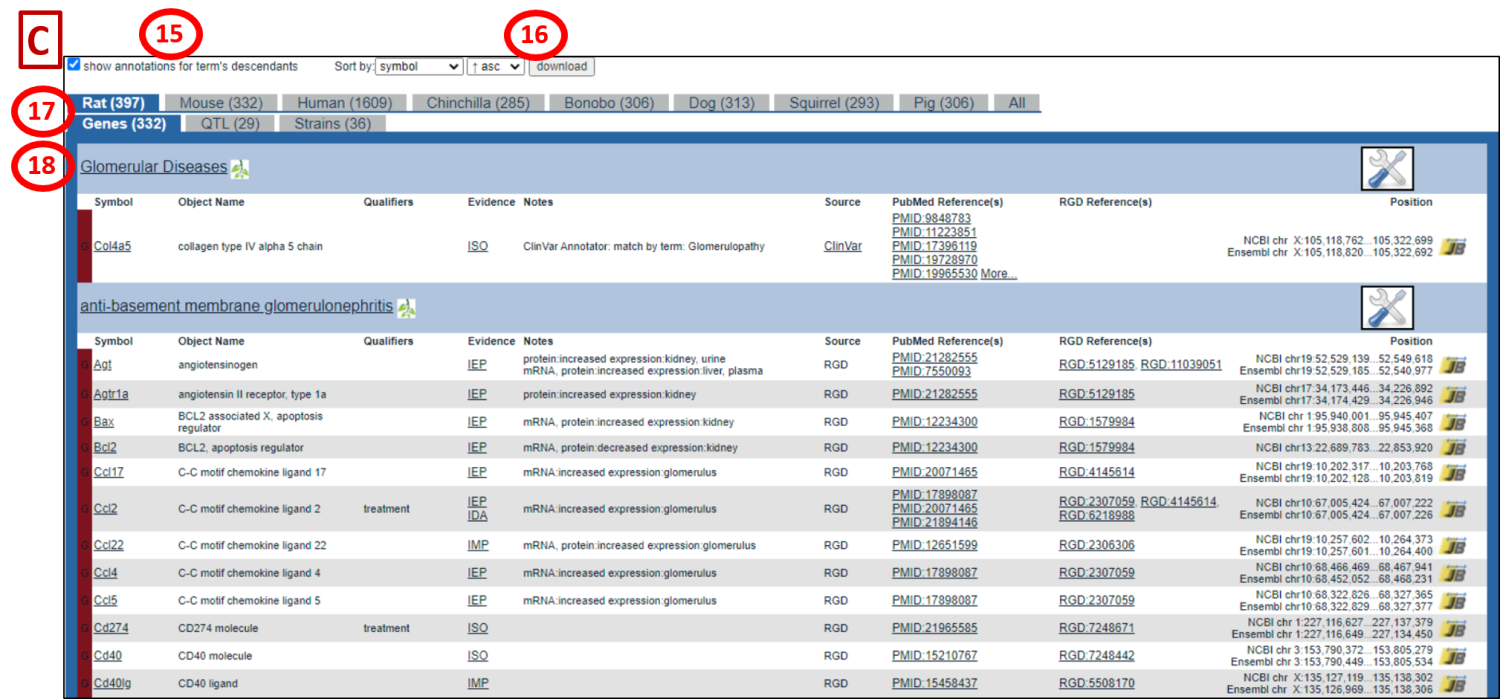 C
15
16
show annotations for term's descendants Sort by: symbol ↑ asc download
17
Rat (397) Mouse (332) Human (1609) Chinchilla (285) Bonobo (306) Dog (313) Squirrel (293) Pig (306) All
Genes (332) QTL (29) Strains (36)
18
Glomerular Diseases
Symbol Object Name Qualifiers Evidence Notes Source PubMed Reference(s) RGD Reference(s) Position
G Col4a5 collagen type IV alpha 5 chain ISO ClinVar Annotator: match by term: Glomerulopathy ClinVar
PMID:9848783
PMID:11223851
PMID:17396119
PMID:19728970
PMID:19965530 More...
NCBI chr X:105,118,762...105,322,699
Ensembl chr X:105,118,820...105,322,692
JB
anti-basement membrane glomerulonephritis
Symbol Object Name Qualifiers Evidence Notes Source PubMed Reference(s) RGD Reference(s) Position
G Agt angiotensinogen IEP
protein:increased expression:kidney, urine
mRNA, protein:increased expression:liver, plasma
RGD
PMID:21282555
PMID:7550093
RGD:5129185, RGD:11039051
NCBI chr19:52,529,139...52,549,618
Ensembl chr19:52,529,185...52,540,977
JB
G Agtr1a angiotensin II receptor, type 1a IEP protein:increased expression:kidney RGD PMID:21282555 RGD:5129185
NCBI chr17:34,173,446...34,226,892
Ensembl chr17:34,174,429...34,226,946
JB
G Bax
BCL2 associated X, apoptosis
regulator
IEP mRNA, protein:increased expression:kidney RGD PMID:12234300 RGD:1579984
NCBI chr 1:95,940,001...95,945,407
Ensembl chr 1:95,938,808...95,945,368
JB
G Bcl2 BCL2, apoptosis regulator IEP mRNA, protein:decreased expression:kidney RGD PMID:12234300 RGD:1579984 NCBI chr13:22,689,783...22,853,920 JB
G Ccl17 C-C motif chemokine ligand 17 IEP mRNA:increased expression:glomerulus RGD PMID:20071465 RGD:4145614
NCBI chr19:10,202,317...10,203,768
Ensembl chr19:10,202,128...10,203,819
JB
G Ccl2 C-C motif chemokine ligand 2 treatment
IEP
IDA
mRNA:increased expression:glomerulus RGD
PMID:17898087
PMID:20071465
PMID:21894146
RGD:2307059, RGD:4145614,
RGD:6218988
NCBI chr10:67,005,424...67,007,222
Ensembl chr10:67,005,424...67,007,226
JB
G Ccl22 C-C motif chemokine ligand 22 IMP mRNA, protein:increased expression:glomerulus RGD PMID:12651599 RGD:2306306
NCBI chr19:10,257,602...10,264,373
Ensembl chr19:10,257,601...10,264,400
JB
G Ccl4 C-C motif chemokine ligand 4 IEP mRNA:increased expression:glomerulus RGD PMID:17898087 RGD:2307059
NCBI chr10:68,466,469...68,467,941
Ensembl chr10:68,452,052...68,468,231
JB
G Ccl5 C-C motif chemokine ligand 5 IEP mRNA:increased expression:glomerulus RGD PMID:17898087 RGD:2307059
NCBI chr10:68,322,826...68,327,365
Ensembl chr10:68,322,829...68,327,377
JB
G Cd274 CD274 molecule treatment ISO RGD PMID:21965585 RGD:7248671
NCBI chr 1:227,116,627...227,137,379
Ensembl chr 1:227,116,649...227,134,450
JB
G Cd40 CD40 molecule ISO RGD PMID:15210767 RGD:7248442
NCBI chr 3:153,790,372...153,805,279
Ensembl chr 3:153,790,449...153,805,534
JB
G Cd40lg CD40 ligand IMP RGD PMID:15458437 RGD:5508170
NCBI chr X:135,127,119...135,138,302
Ensembl chr X:135,126,969...135,138,306
JB